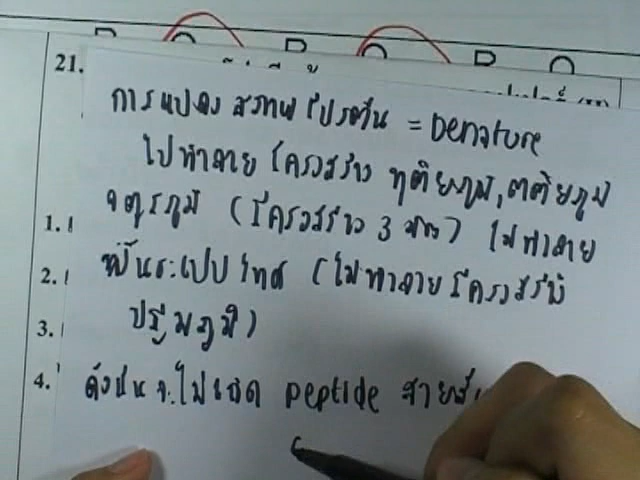 21.
การแปลงสภาพโปรตีน = Denature
ไปทำลายโครงสร้างทุติยภูมิ, ตติยภูมิ
จตุรภูมิ (โครงสร้าง 3 มิติ) ไม่ทำลาย
พันธะเปปไทด์ (ไม่ทำลายโครงสร้าง
ปฐมภูมิ)
1.
2.
3.
4. ดังนั้นจะไม่เกิด peptide สาย